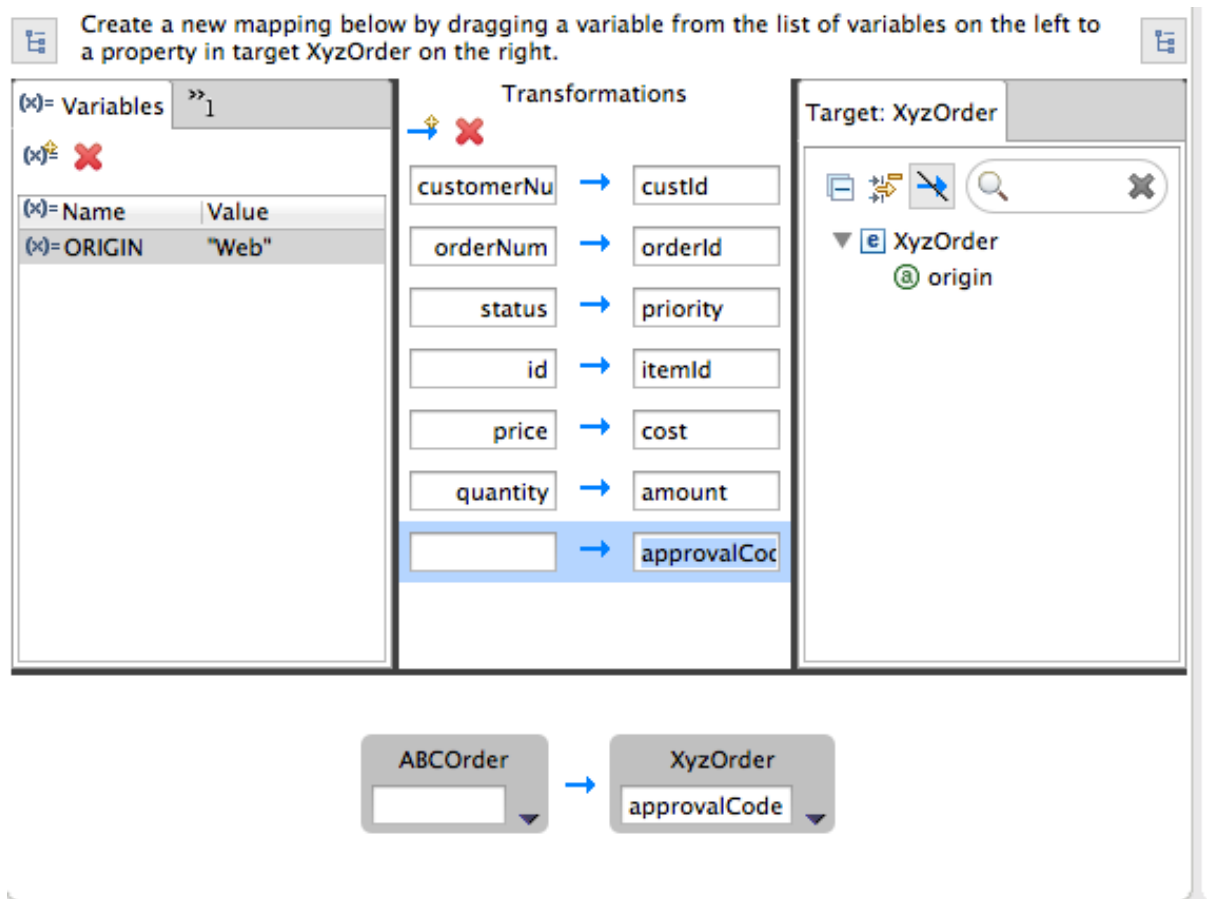 Create a new mapping below by dragging a variable from the list of variables on the left to
a property in target XyzOrder on the right.
(x)= Variables
»1
(x)= Name Value
(x)= ORIGIN "Web"
Transformations
customerNu custId
orderNum orderId
status priority
id itemId
price cost
quantity amount
approvalCod
Target: XyzOrder
e XyzOrder
a origin
ABCOrder
XyzOrder
approvalCode